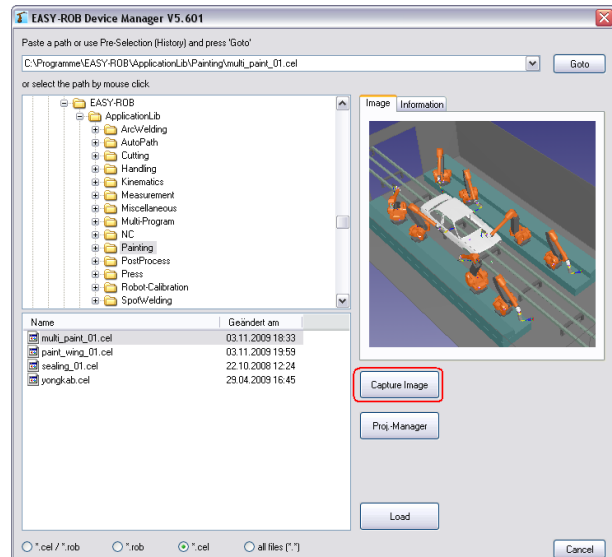 EASY-ROB Device Manager V5.601
Paste a path or use Pre-Selection (History) and press 'Goto'
C:\Programme\EASY-ROB\ApplicationLib\Painting\multi_paint_01.cel
Goto
or select the path by mouse click
EASY-ROB
ApplicationLib
ArcWelding
AutoPath
Cutting
Handling
Kinematics
Measurement
Miscellaneous
Multi-Program
NC
Painting
PostProcess
Press
Robot-Calibration
SpotWelding
Image Information
Name Geändert am
multi_paint_01.cel 03.11.2009 18:33
paint_wing_01.cel 03.11.2009 19:59
sealing_01.cel 22.10.2008 12:24
yongkab.cel 29.04.2009 16:45
Capture Image
Proj.-Manager
Load
*.cel / *.rob *.rob *.cel all files (*.*)
Cancel